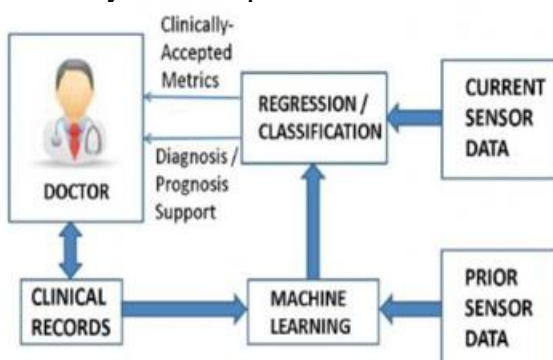 Clinically-
Accepted
Metrics
REGRESSION /
CLASSIFICATION
CURRENT
SENSOR
DATA
Diagnosis /
Prognosis
Support
DOCTOR
CLINICAL
RECORDS
MACHINE
LEARNING
PRIOR
SENSOR
DATA